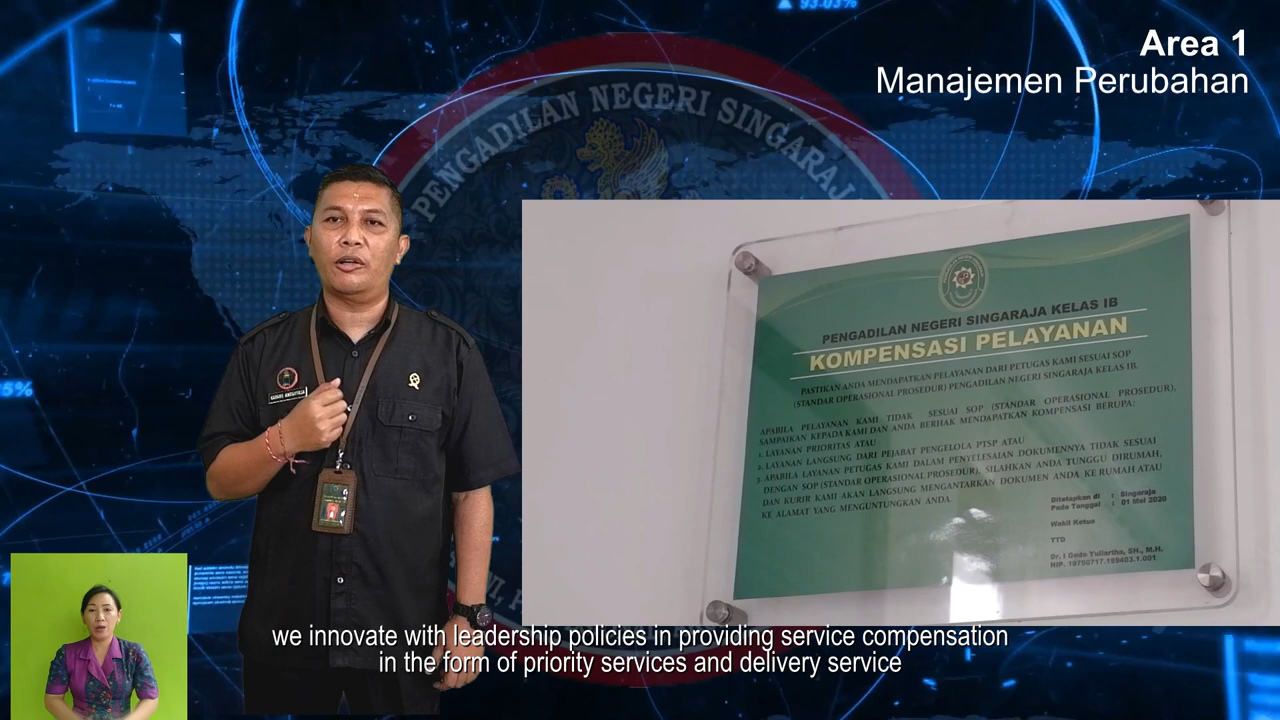 93.03%
Area 1
Manajemen Perubahan
PENGADILAN NEGERI SINGARAJA
5%
PENGADILAN NEGERI SINGARAJA KELAS IB
KOMPENSASI PELAYANAN
PASTIKAN ANDA MENDAPATKAN PELAYANAN DARI PETUGAS KAMI SESUAI SOP
(STANDAR OPERASIONAL PROSEDUR) PENGADILAN NEGERI SINGARAJA KELAS IB.
APABILA PELAYANAN KAMI TIDAK SESUAI SOP (STANDAR OPERASIONAL PROSEDUR),
SAMPAIKAN KEPADA KAMI DAN ANDA BERHAK MENDAPATKAN KOMPENSASI BERUPA:
1. LAYANAN PRIORITAS ATAU
2. LAYANAN LANGSUNG DARI PEJABAT PENGELOLA PTSP ATAU
3. APABILA LAYANAN PETUGAS KAMI DALAM PENYELESAIAN DOKUMENNYA TIDAK SESUAI
DENGAN SOP (STANDAR OPERASIONAL PROSEDUR), SILAHKAN ANDA TUNGGU DIRUMAH,
DAN KURIR KAMI AKAN LANGSUNG MENGANTARKAN DOKUMEN ANDA KE RUMAH ATAU
KE ALAMAT YANG MENGUNTUNGKAN ANDA.
Ditetapkan di : Singaraja
Pada Tanggal : 01 Mei 2020
Wakil Ketua
TTD
Dr. I Gede Yuliartha, SH., M.H.
NIP.
we innovate with leadership policies in providing service compensation
in the form of priority services and delivery service